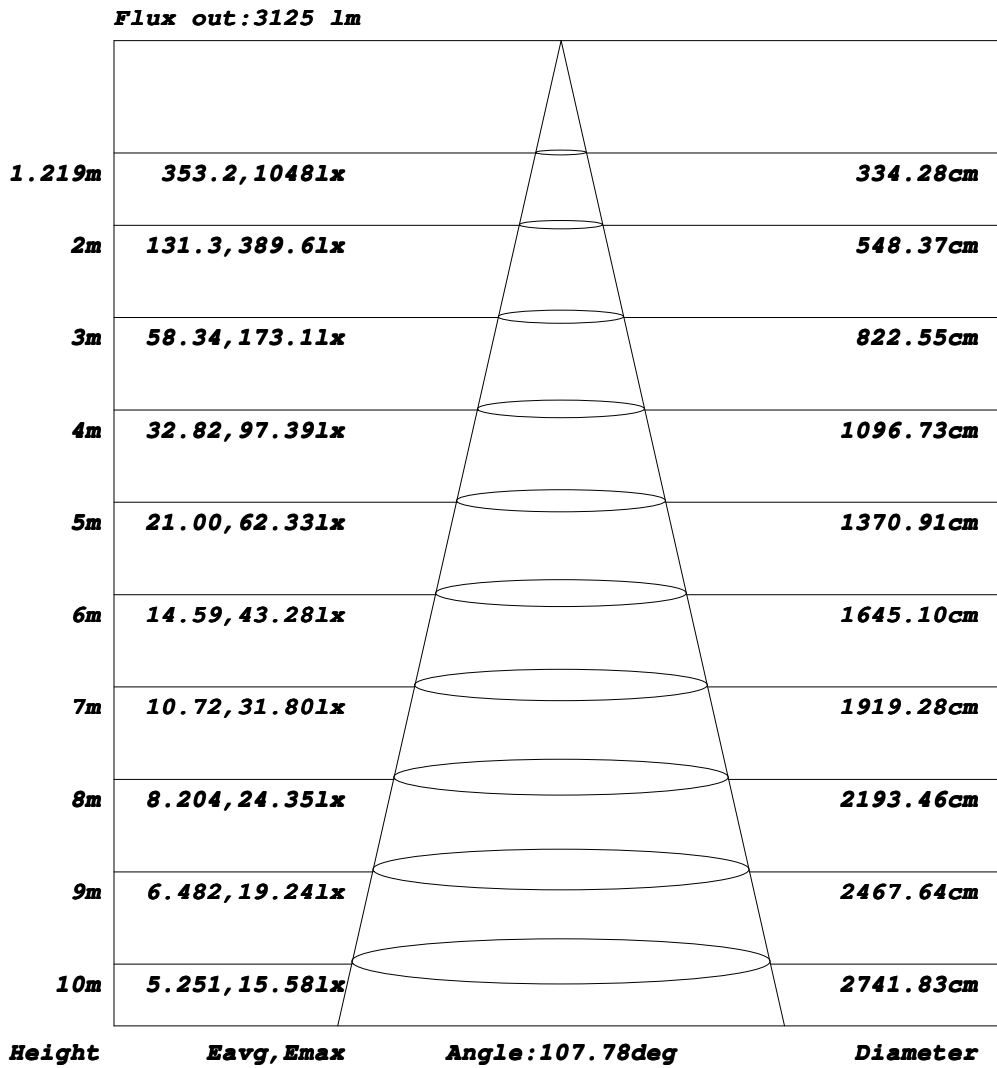 Flux out:3125 lm
1.219m 353.2,1048lx 334.28cm
2m 131.3,389.6lx 548.37cm
3m 58.34,173.1lx 822.55cm
4m 32.82,97.39lx 1096.73cm
5m 21.00,62.33lx 1370.91cm
6m 14.59,43.28lx 1645.10cm
7m 10.72,31.80lx 1919.28cm
8m 8.204,24.35lx 2193.46cm
9m 6.482,19.24lx 2467.64cm
10m 5.251,15.58lx 2741.83cm
Height Eavg,Emax Angle:107.78deg Diameter